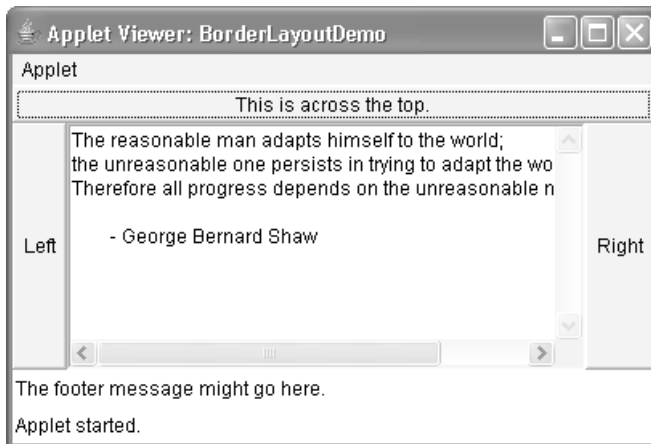 Applet Viewer: BorderLayoutDemo
Applet
This is across the top.
The reasonable man adapts himself to the world;
the unreasonable one persists in trying to adapt the wo
Therefore all progress depends on the unreasonable
- George Bernard Shaw
Left
Right
The footer message might go here.
Applet started.